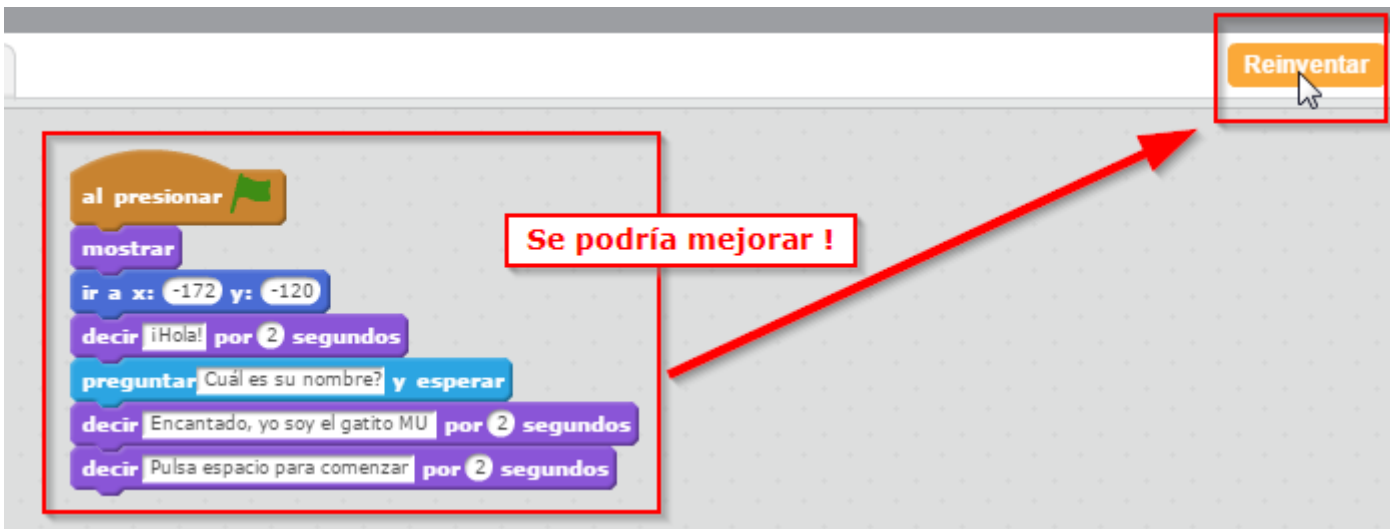 Reinventar
al presionar
mostrar
Se podría mejorar !
ir a x: -172 y: -120
decir ¡Hola! por 2 segundos
preguntar Cuál es su nombre? y esperar
decir Encantado, yo soy el gatito MU por 2 segundos
decir Pulsa espacio para comenzar por 2 segundos